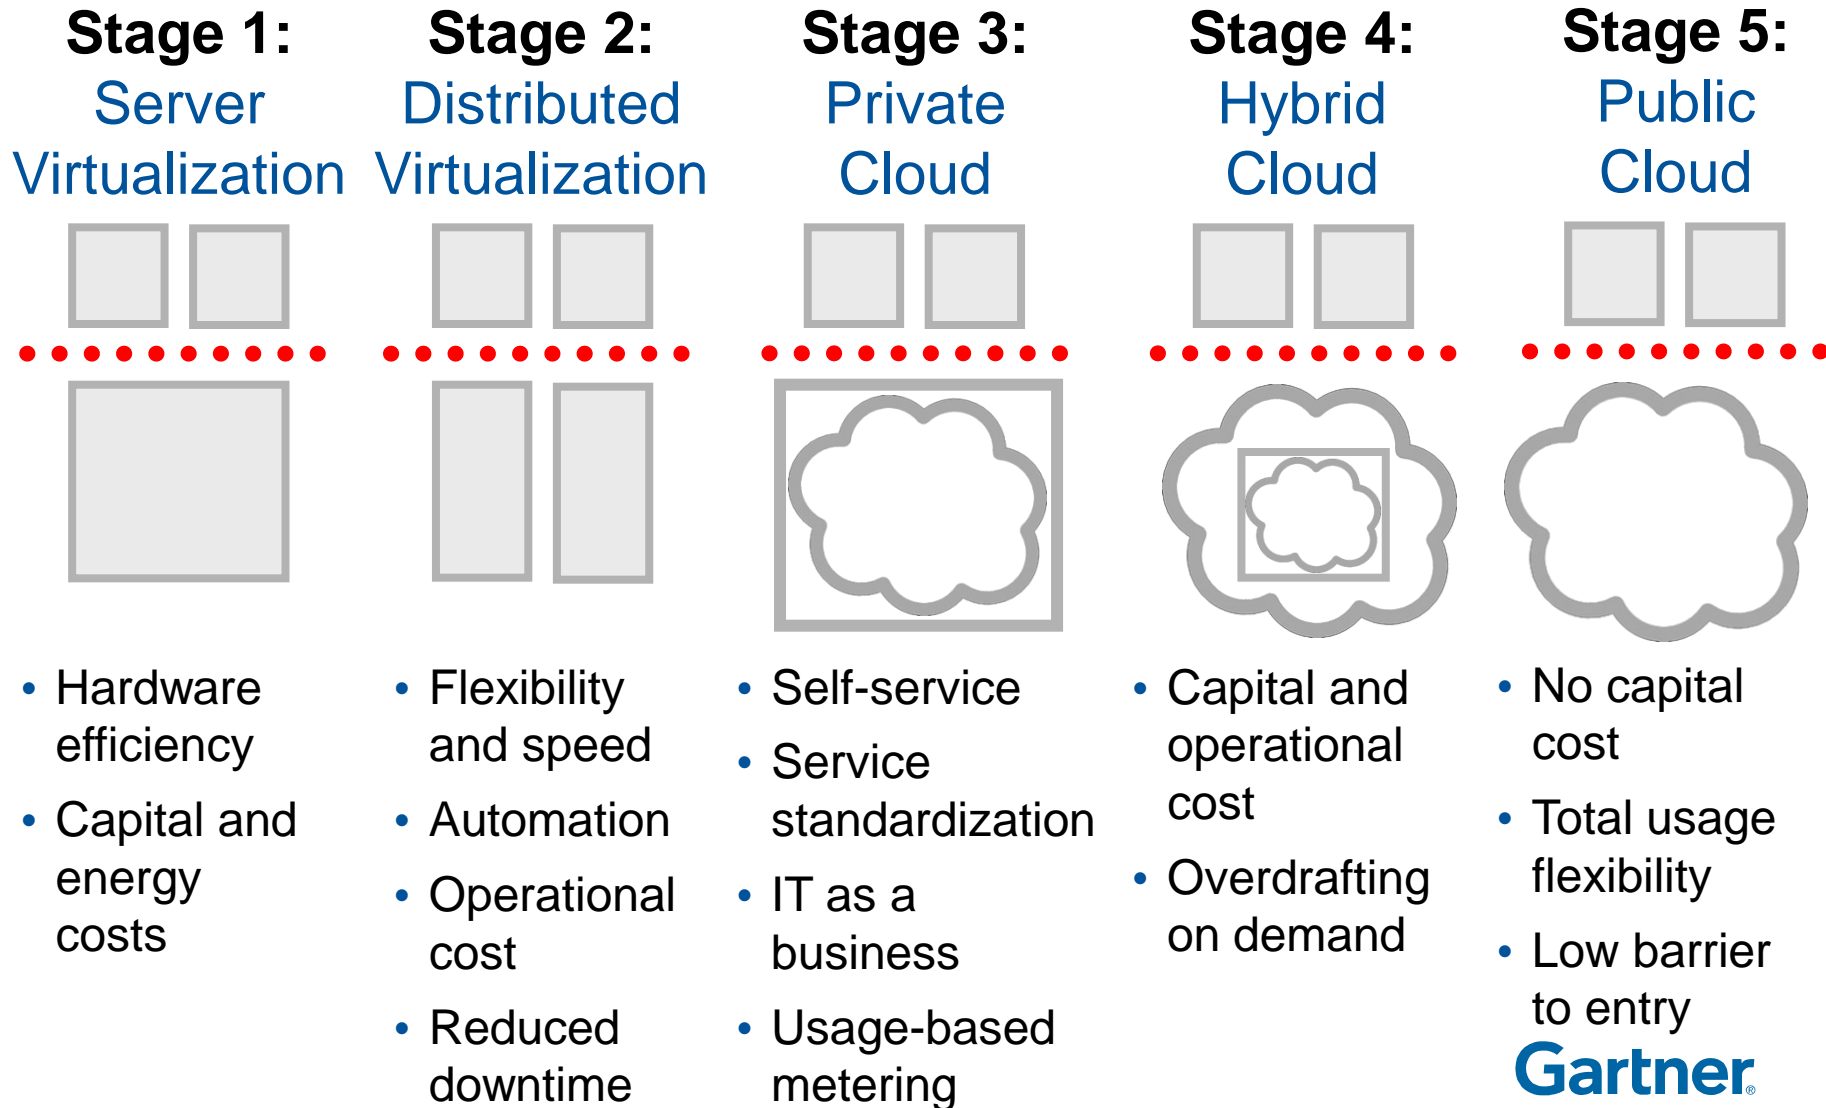 Stage 1:
Server
Virtualization
• Hardware
efficiency
• Capital and
energy
costs
Stage 2:
Distributed
Virtualization
• Flexibility
and speed
• Automation
• Operational
cost
• Reduced
downtime
Stage 3:
Private
Cloud
• Self-service
• Service
standardization
• IT as a
business
• Usage-based
metering
Stage 4:
Hybrid
Cloud
• Capital and
operational
cost
• Overdrafting
on demand
Stage 5:
Public
Cloud
• No capital
cost
• Total usage
flexibility
• Low barrier
to entry
Gartner®